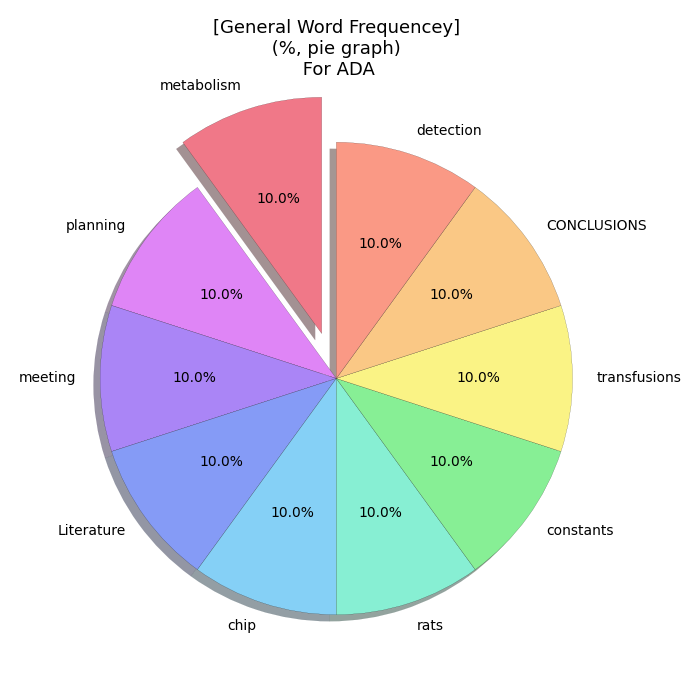 [General Word Frequencey]
(%, pie graph)
For ADA
metabolism
detection
planning
CONCLUSIONS
meeting
transfusions
Literature
constants
chip
rats
10.0%
10.0%
10.0%
10.0%
10.0%
10.0%
10.0%
10.0%
10.0%
10.0%